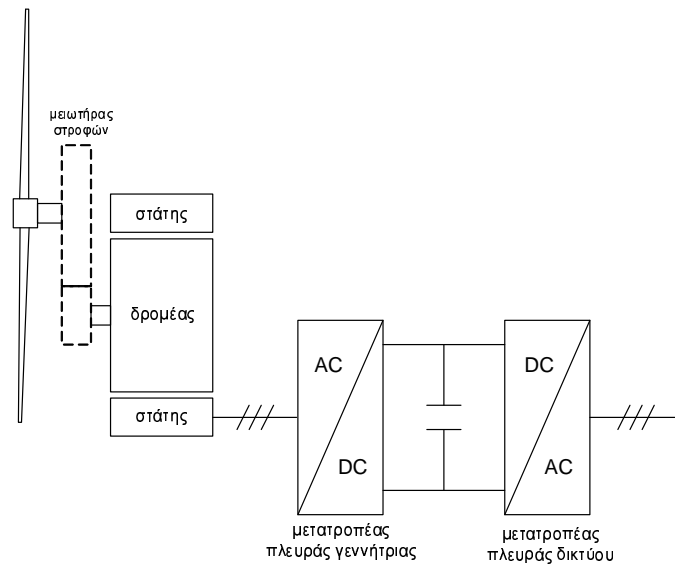 μειωτήρας
στροφών
στάτης
δρομέας
στάτης
AC
DC
DC
AC
μετατροπέας
πλευράς γεννήτριας
μετατροπέας
πλευράς δικτύου